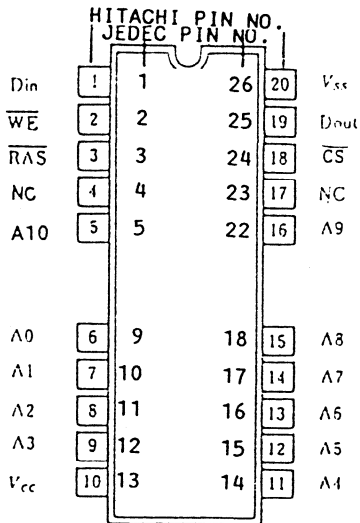 HITACHI PIN NO.
JEDEC PIN NO.
Din 1 1 26 20 Vss
WE 2 2 25 19 Dout
RAS 3 3 24 18 CS
NC 4 4 23 17 NC
A10 5 5 22 16 A9
A0 6 9 18 15 A8
A1 7 10 17 14 A7
A2 8 11 16 13 A6
A3 9 12 15 12 A5
Vcc 10 13 14 11 A4